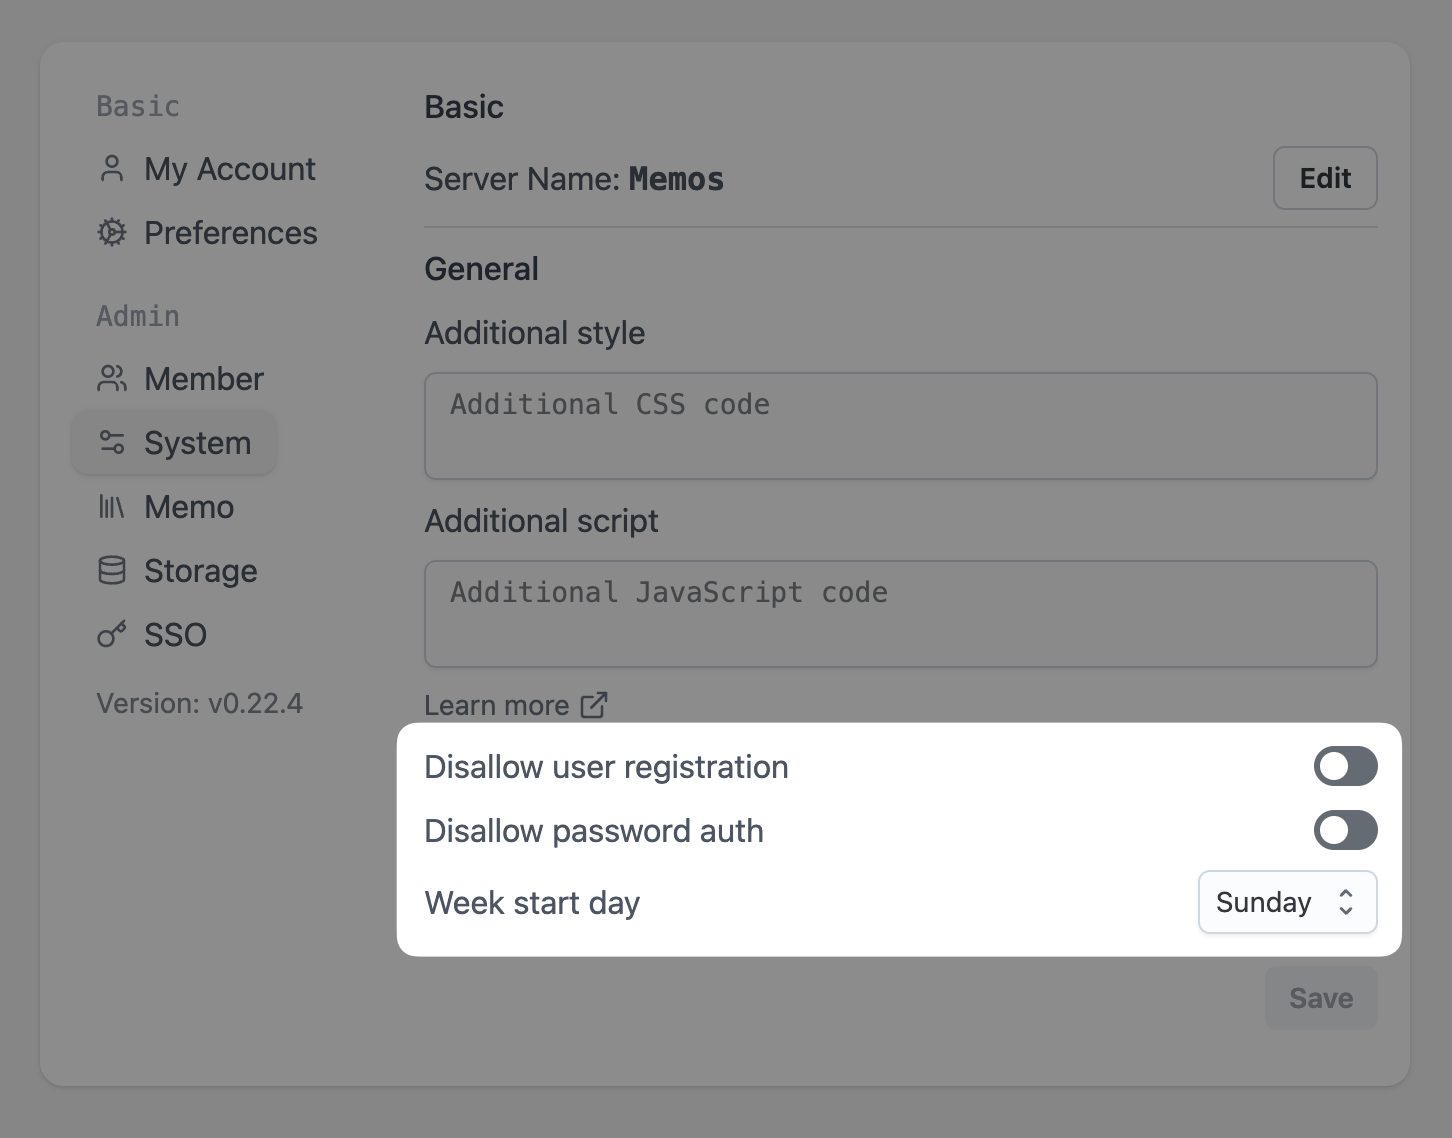 Basic
My Account
Preferences
Admin
Member
System
Memo
Storage
SSO
Version: v0.22.4
Basic
Server Name: Memos
Edit
General
Additional style
Additional CSS code
Additional script
Additional JavaScript code
Learn more
Disallow user registration
Disallow password auth
Week start day
Sunday
Save